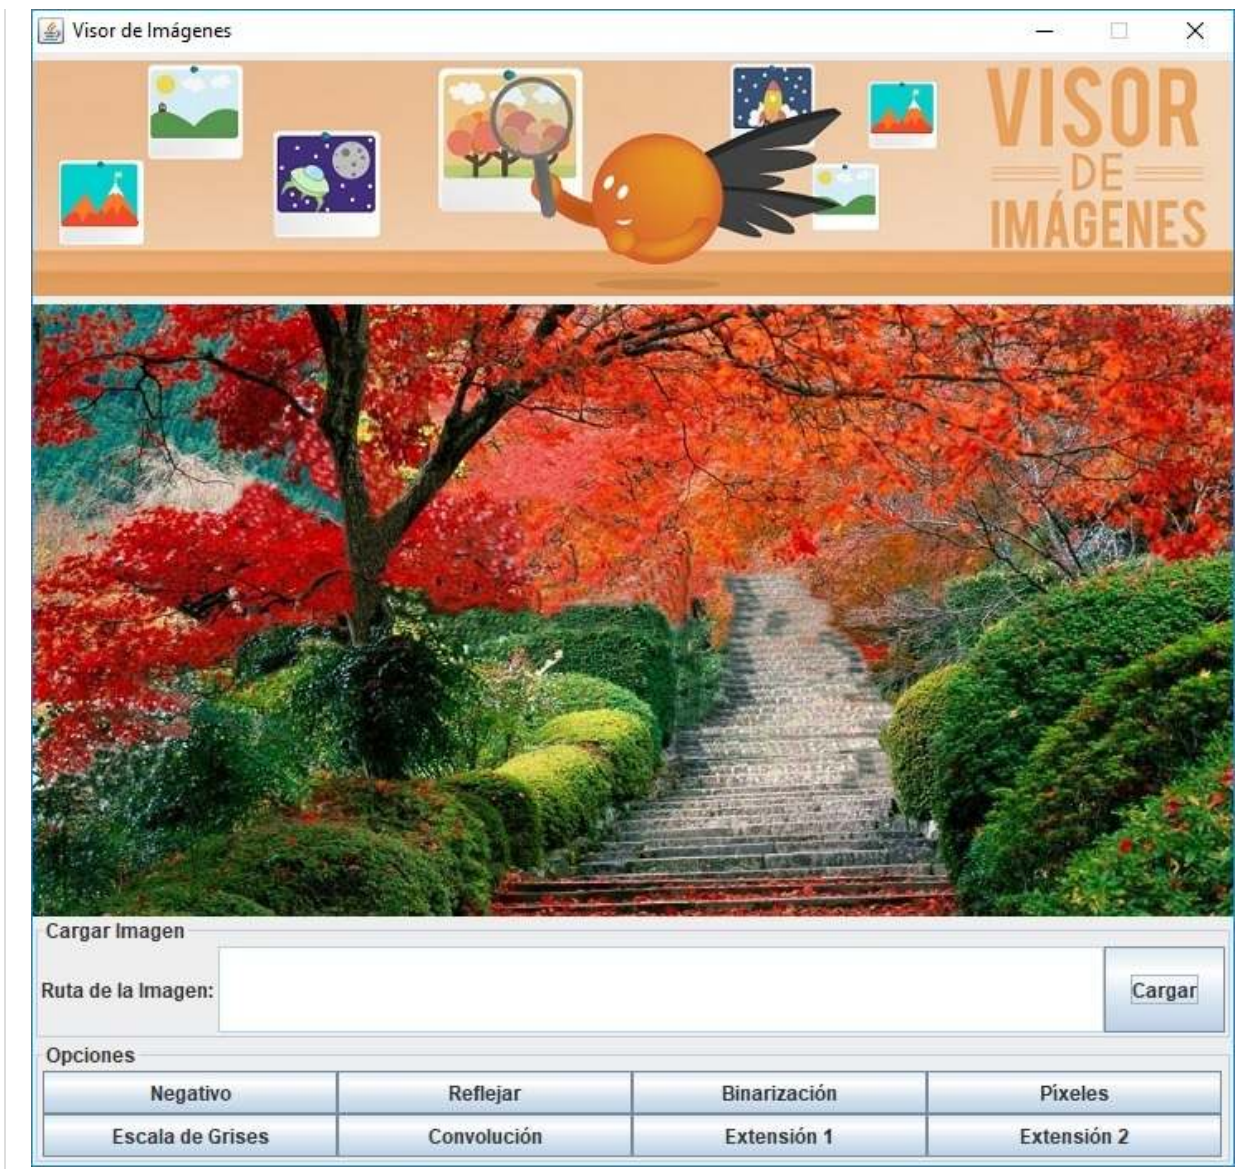 Visor de Imágenes
VISOR
DE
IMÁGENES
Cargar Imagen
Ruta de la Imagen:
Cargar
Opciones
Negativo
Reflejar
Binarización
Píxeles
Escala de Grises
Convolución
Extensión 1
Extensión 2